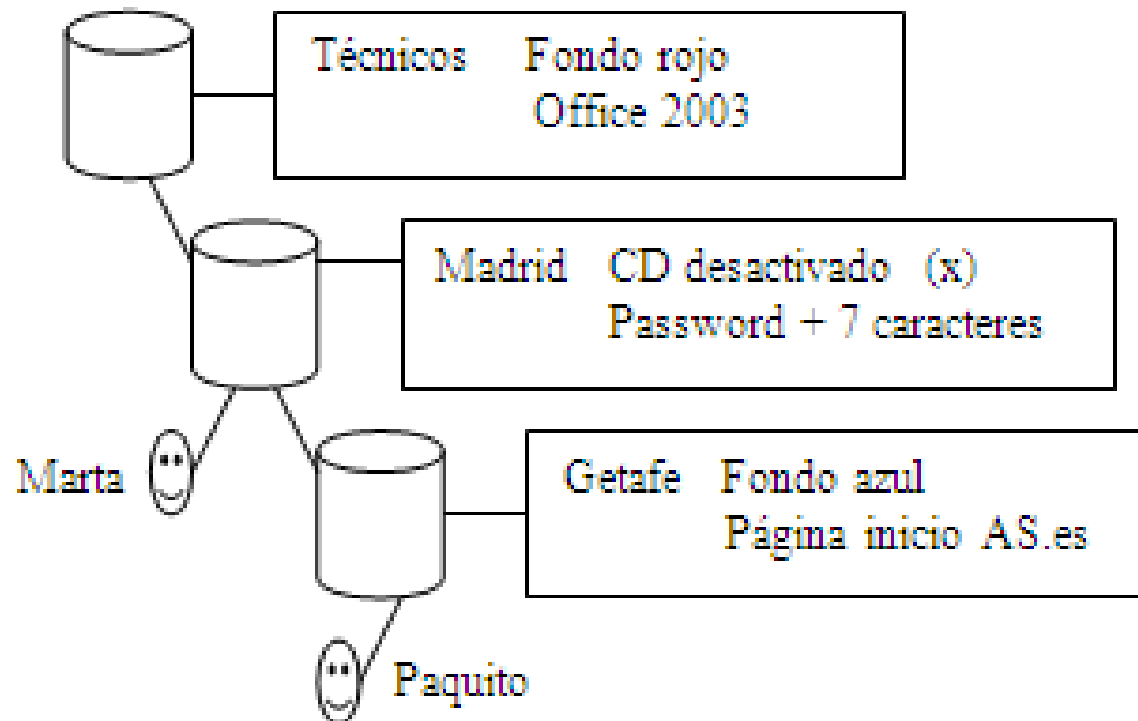 Técnicos Fondo rojo
Office 2003
Madrid CD desactivado (x)
Password + 7 caracteres
Marta
Getafe Fondo azul
Página inicio AS.es
Paquito